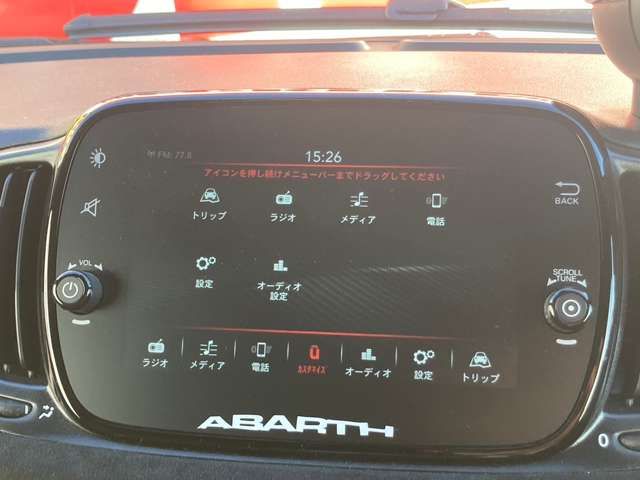 FM: 77.8
15:26
アイコンを押し続けメニューバーまでドラッグしてください
トリップ
ラジオ
メディア
電話
BACK
VOL
SCROLL
TUNE
設定
オーディオ
設定
ラジオ
メディア
電話
カスタマイズ
オーディオ
設定
トリップ
ABARTH
0